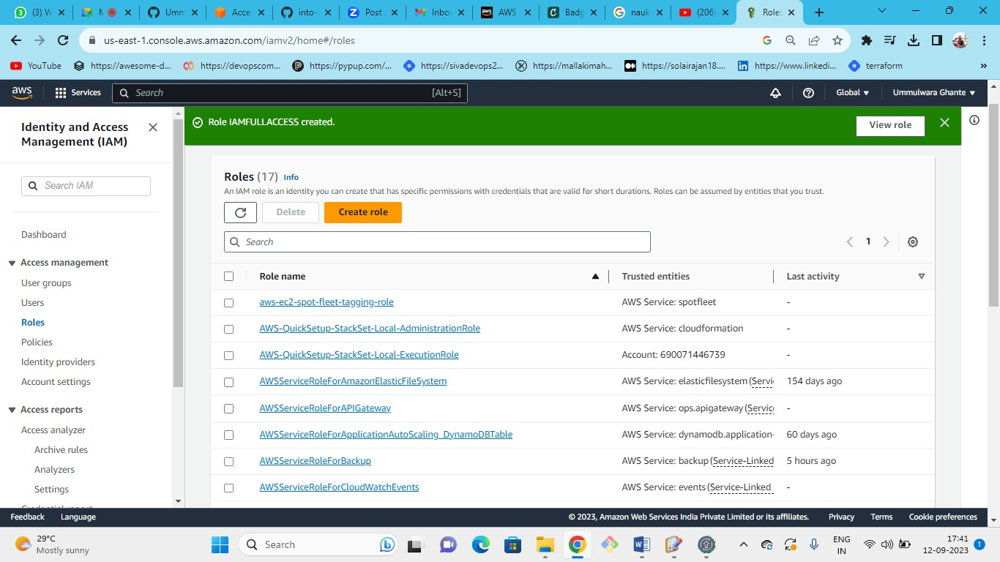 (3) W
M
Umm
Acce
into-
Post
Inbo
AWS
Badg
nauk
(206)
Roles
us-east-1.console.aws.amazon.com/iamv2/home#/roles
YouTube
https://awesome-d...
https://devopscom...
https://pypup.com/...
https://sivadevops2...
https://mallakimah...
https://solairajan18....
https://www.linkedi...
terraform
»
aws
Services
Search
[Alt+S]
Global
Ummulwara Ghante
Identity and Access
Management (IAM)
Search IAM
Dashboard
Access management
User groups
Users
Roles
Policies
Identity providers
Account settings
Access reports
Access analyzer
Archive rules
Analyzers
Settings
Role IAMFULLACCESS created.
View role
Roles (17) Info
An IAM role is an identity you can create that has specific permissions with credentials that are valid for short durations. Roles can be assumed by entities that you trust.
Delete
Create role
Search
1
Role name Trusted entities Last activity
aws-ec2-spot-fleet-tagging-role AWS Service: spotfleet -
AWS-QuickSetup-StackSet-Local-AdministrationRole AWS Service: cloudformation -
AWS-QuickSetup-StackSet-Local-ExecutionRole Account: 690071446739 -
AWSServiceRoleForAmazonElasticFileSystem AWS Service: elasticfilesystem (Servi 154 days ago
AWSServiceRoleForAPIGateway AWS Service: ops.apigateway (Service -
AWSServiceRoleForApplicationAutoScaling_DynamoDBTable AWS Service: dynamodb.application- 60 days ago
AWSServiceRoleForBackup AWS Service: backup (Service-Linked 5 hours ago
AWSServiceRoleForCloudWatchEvents AWS Service: events (Service-Linked -
Feedback Language © 2023, Amazon Web Services India Private Limited or its affiliates. Privacy Terms Cookie preferences
29°C
Mostly sunny
Search
ENG
IN
17:41
12-09-2023
1